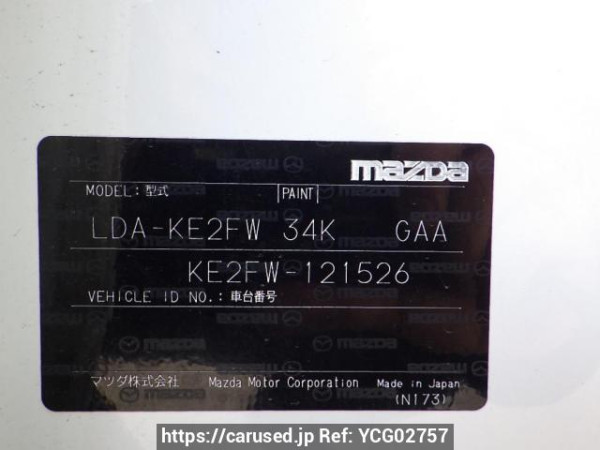 mazda
MODEL: 型式 PAINT
LDA-KE2FW 34K GAA
KE2FW-121526
VEHICLE ID NO.: 車台番号
マツダ株式会社 Mazda Motor Corporation Made in Japan
(N173)
https://carused.jp Ref: YCG02757